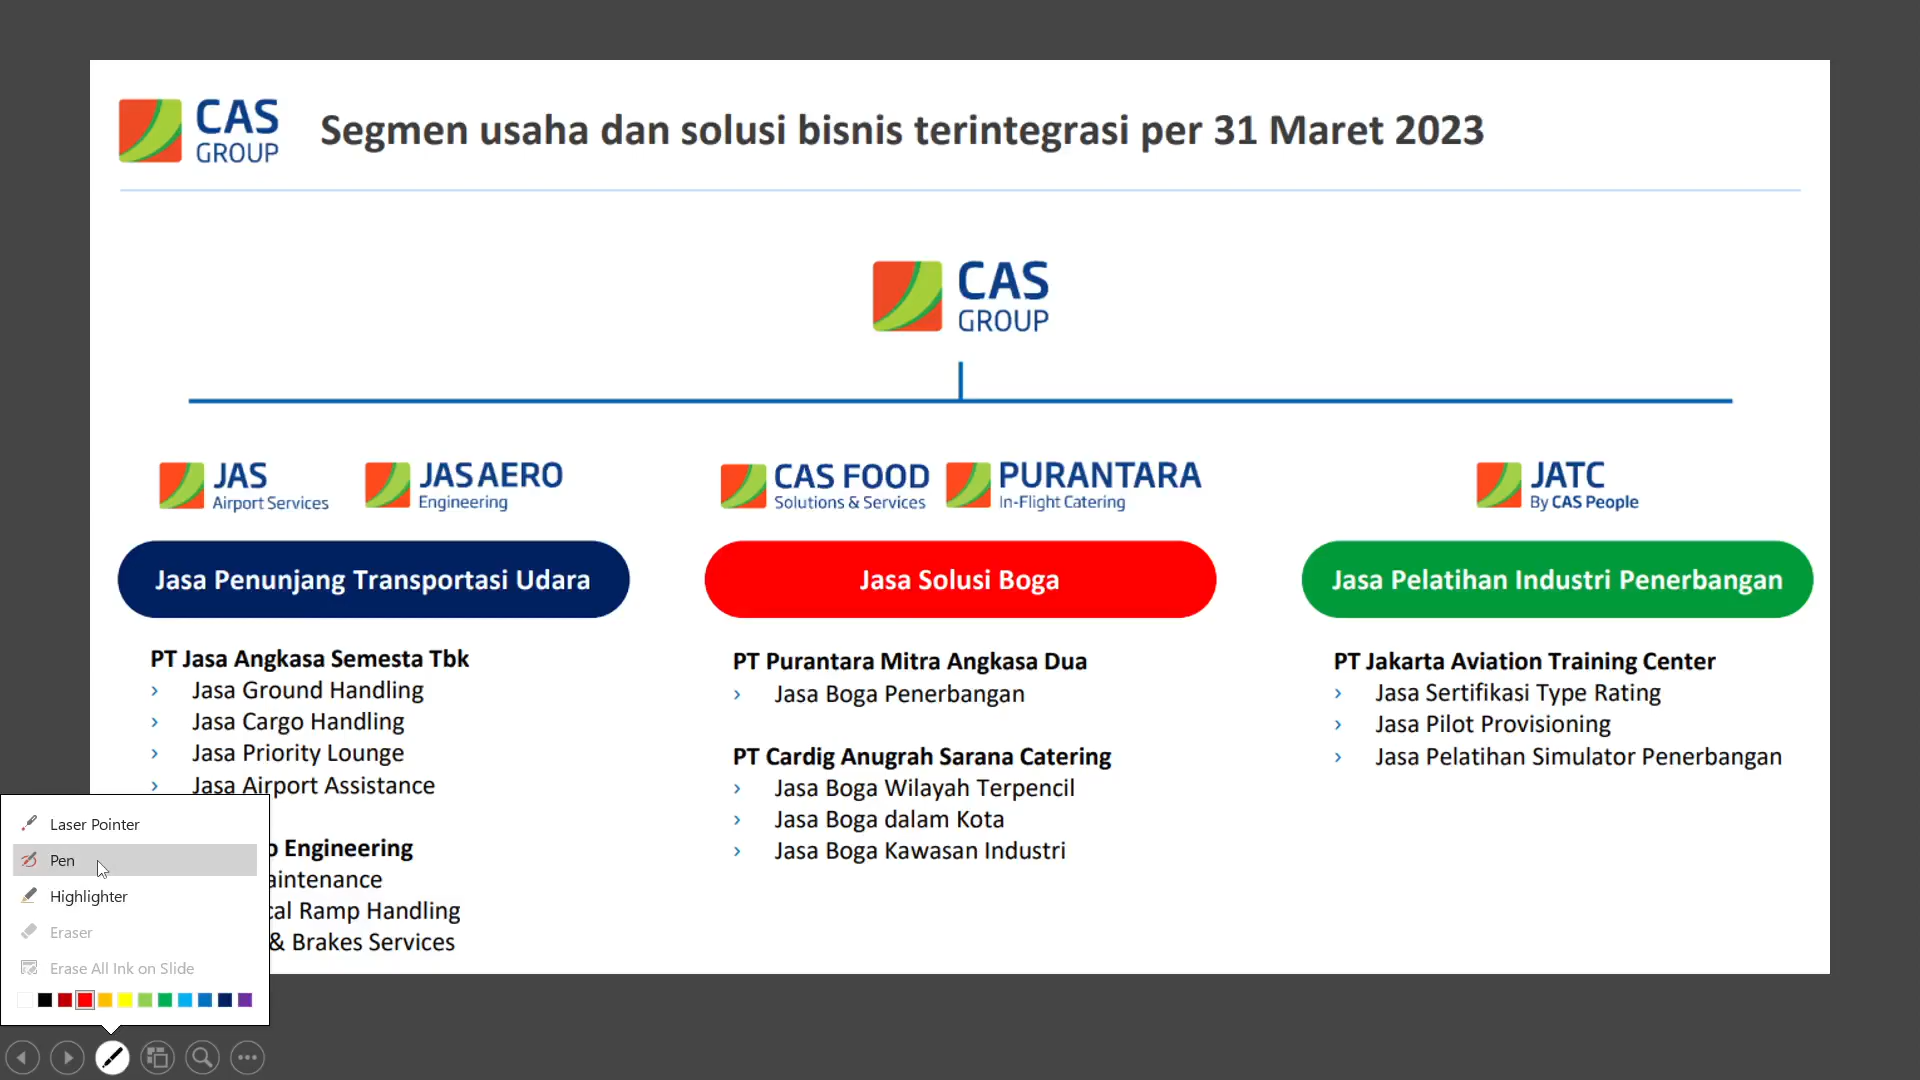 CAS
GROUP
Segmen usaha dan solusi bisnis terintegrasi per 31 Maret 2023
CAS
GROUP
JAS
Airport Services
JAS AERO
Engineering
CAS FOOD
Solutions & Services
PURANTARA
In-Flight Catering
JATC
By CAS People
Jasa Penunjang Transportasi Udara
PT Jasa Angkasa Semesta Tbk
› Jasa Ground Handling
› Jasa Cargo Handling
› Jasa Priority Lounge
› Jasa Airport Assistance
Engineering
Ramp Handling
& Brakes Services
Jasa Solusi Boga
PT Purantara Mitra Angkasa Dua
› Jasa Boga Penerbangan
PT Cardig Anugrah Sarana Catering
› Jasa Boga Wilayah Terpencil
› Jasa Boga dalam Kota
› Jasa Boga Kawasan Industri
Jasa Pelatihan Industri Penerbangan
PT Jakarta Aviation Training Center
› Jasa Sertifikasi Type Rating
› Jasa Pilot Provisioning
› Jasa Pelatihan Simulator Penerbangan
Laser Pointer
Pen
Highlighter
Eraser
Erase All Ink on Slide